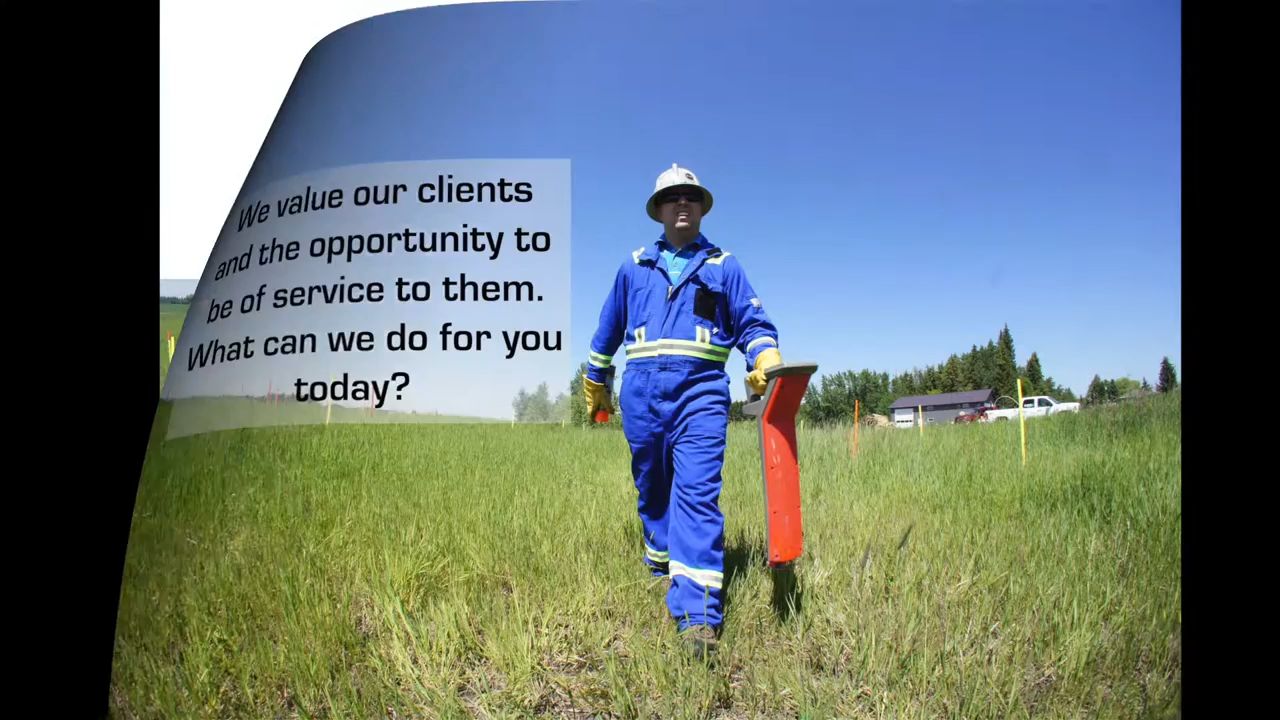 We value our clients
and the opportunity to
be of service to them.
What can we do for you
today?